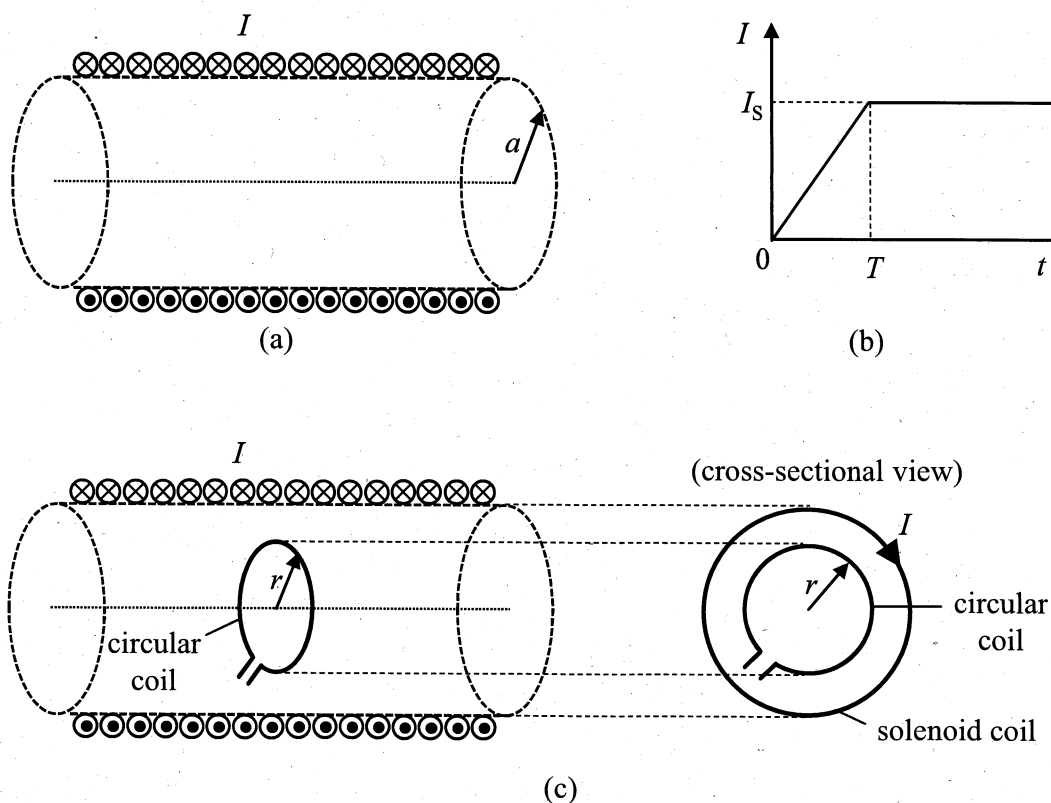 I
a
(a)
I
I_S
0
T
t
(b)
I
r
circular
coil
(cross-sectional view)
I
r
circular
coil
solenoid coil
(c)